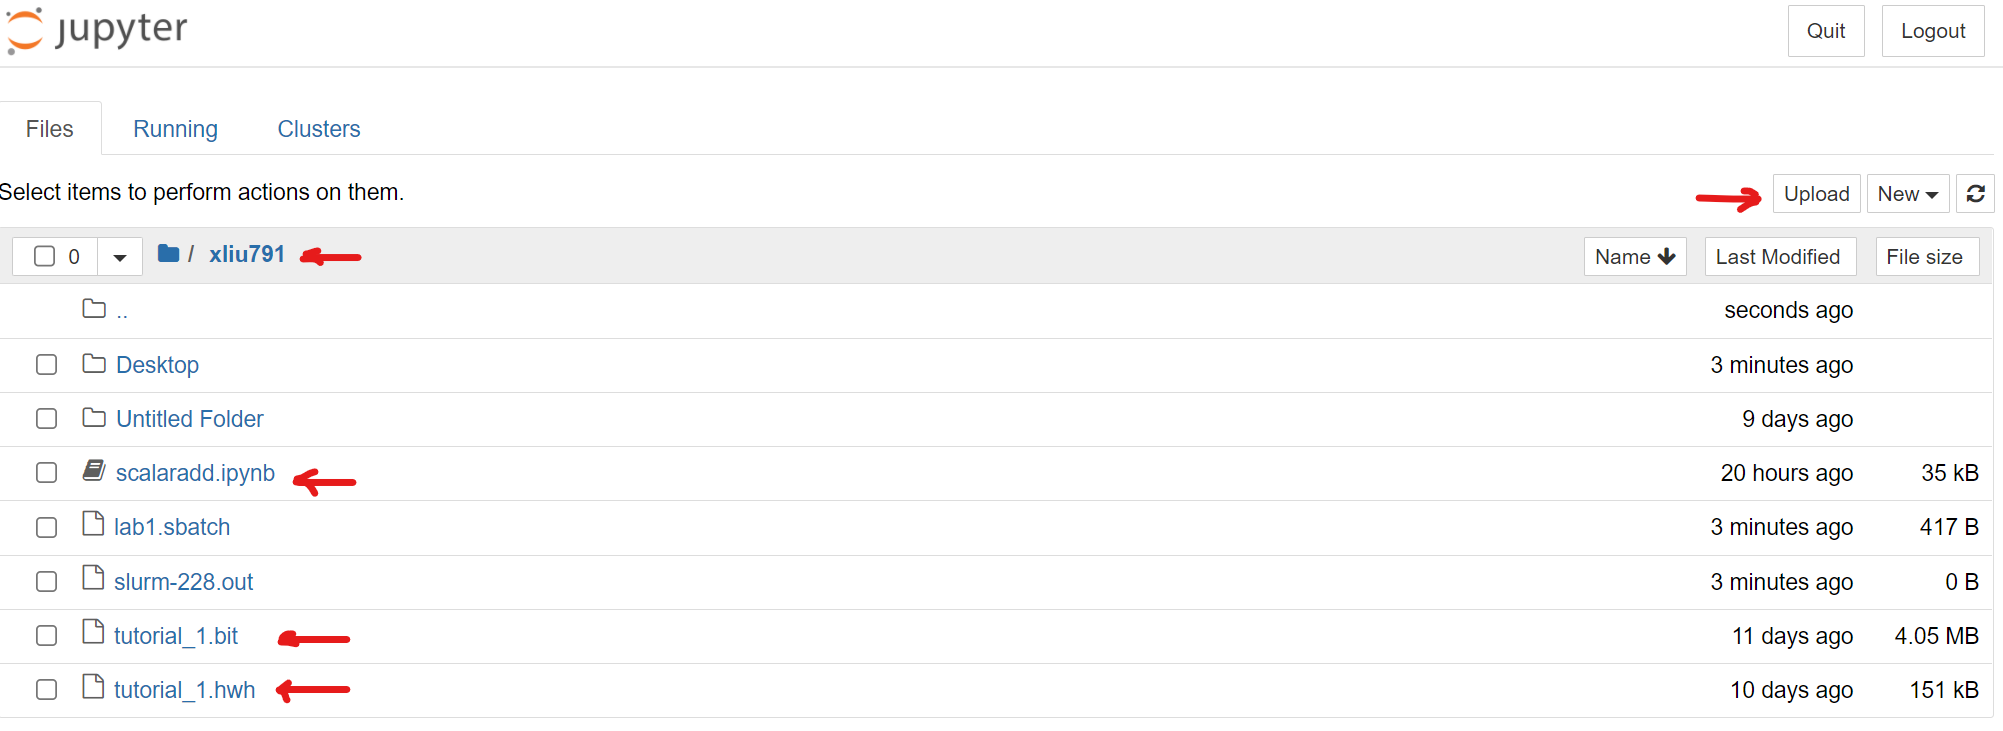 jupyter Quit Logout
Files Running Clusters
Select items to perform actions on them. Upload New
0 / xliu791 Name Last Modified File size
.. seconds ago
Desktop 3 minutes ago
Untitled Folder 9 days ago
scalaradd.ipynb 20 hours ago 35 kB
lab1.sbatch 3 minutes ago 417 B
slurm-228.out 3 minutes ago 0 B
tutorial_1.bit 11 days ago 4.05 MB
tutorial_1.hwh 10 days ago 151 kB